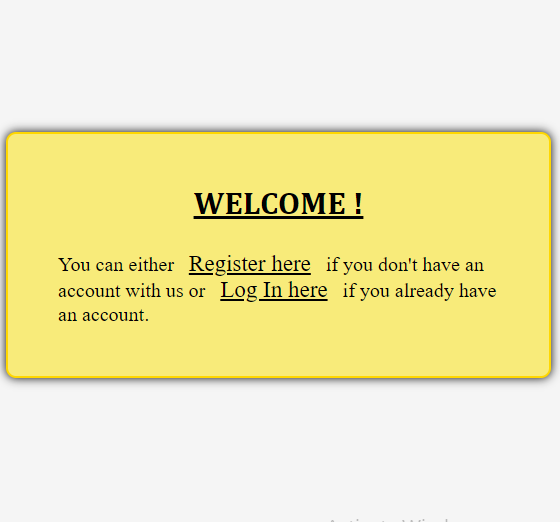 WELCOME !
You can either Register here if you don't have an
account with us or Log In here if you already have
an account.